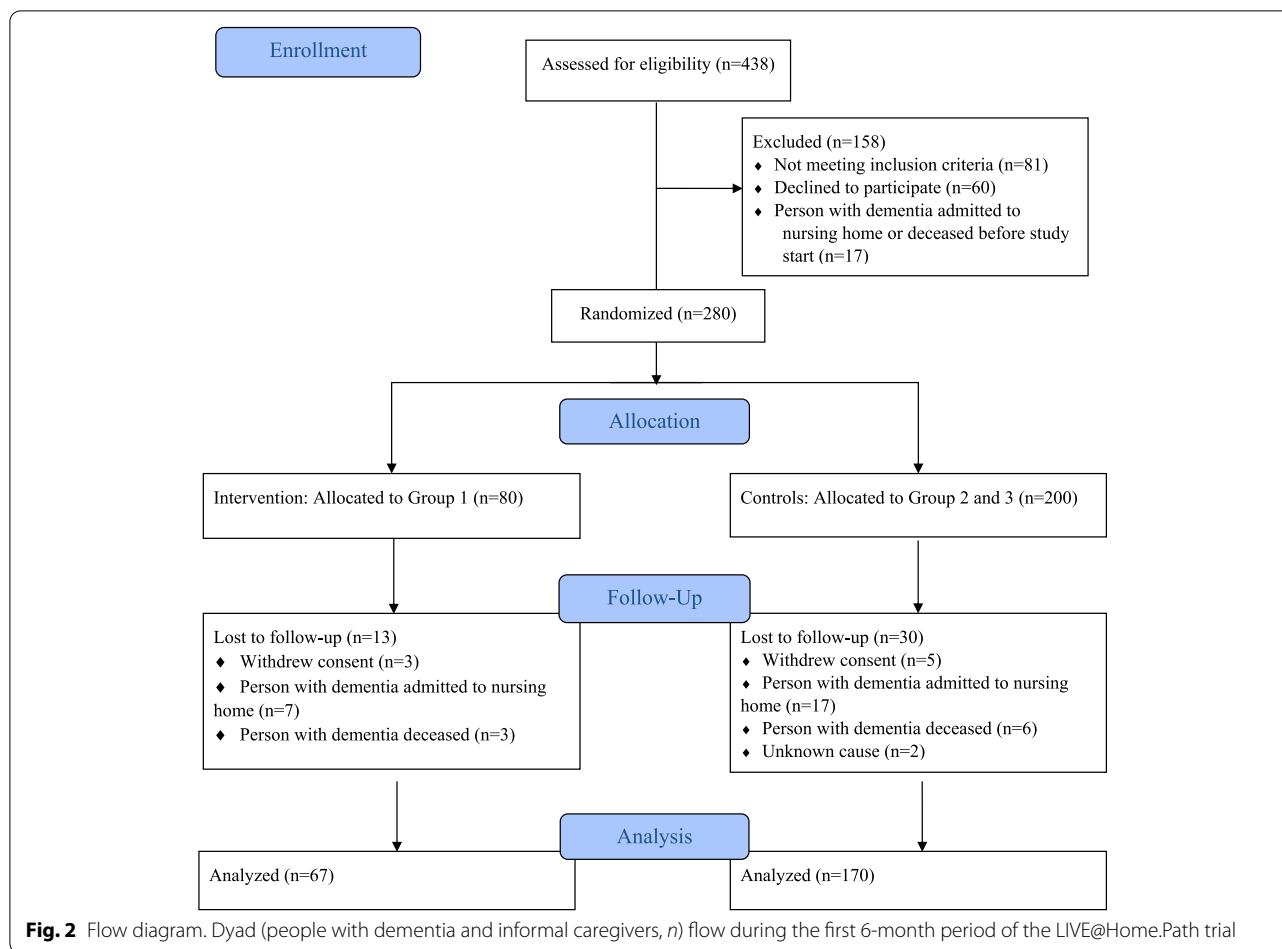 Enrollment
Assessed for eligibility (n=438)
Excluded (n=158)
♦ Not meeting inclusion criteria (n=81)
♦ Declined to participate (n=60)
♦ Person with dementia admitted to
nursing home or deceased before study
start (n=17)
Randomized (n=280)
Allocation
Intervention: Allocated to Group 1 (n=80)
Controls: Allocated to Group 2 and 3 (n=200)
Follow-Up
Lost to follow-up (n=13)
♦ Withdrew consent (n=3)
♦ Person with dementia admitted to nursing
home (n=7)
♦ Person with dementia deceased (n=3)
Lost to follow-up (n=30)
♦ Withdrew consent (n=5)
♦ Person with dementia admitted to nursing
home (n=17)
♦ Person with dementia deceased (n=6)
♦ Unknown cause (n=2)
Analysis
Analyzed (n=67)
Analyzed (n=170)
Fig. 2 Flow diagram. Dyad (people with dementia and informal caregivers, n) flow during the first 6-month period of the LIVE@Home.Path trial